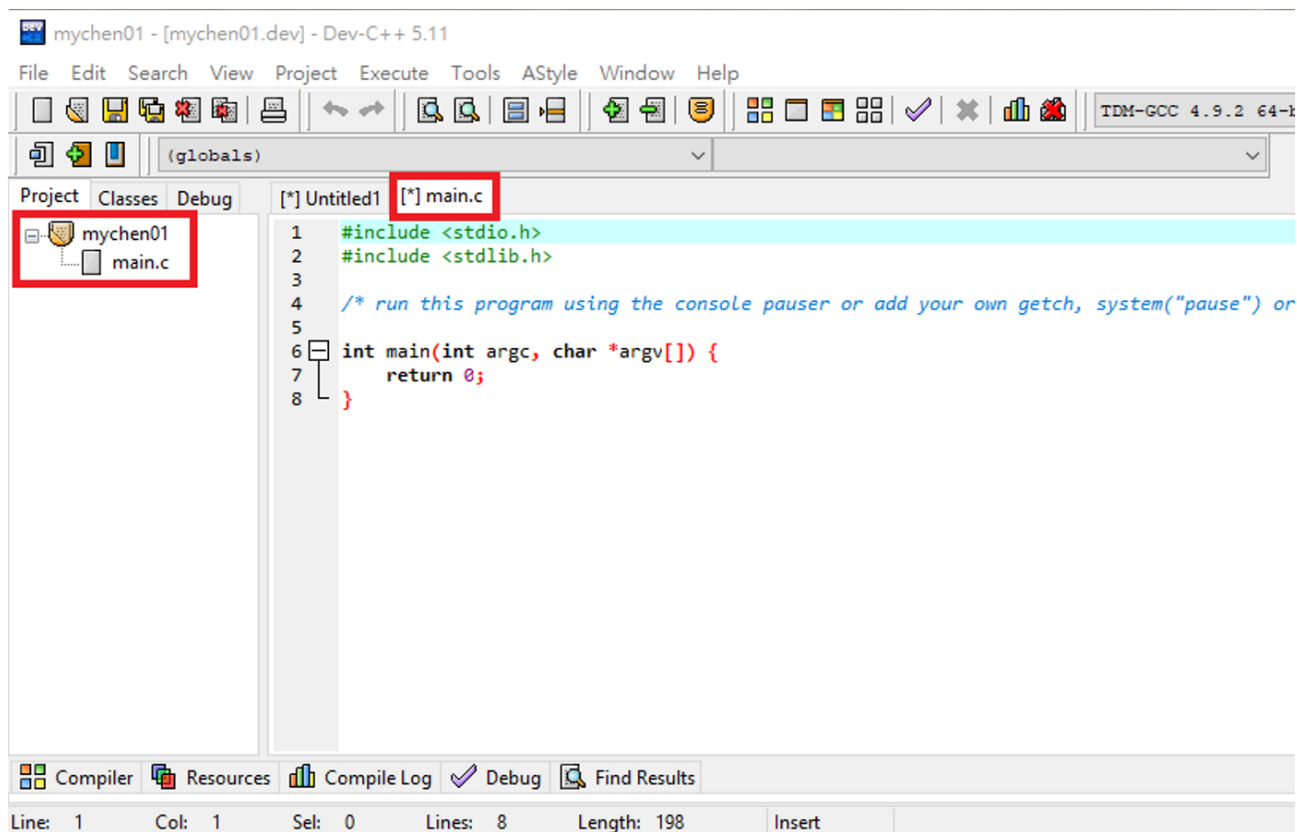 mychen01 - [mychen01.dev] - Dev-C++ 5.11
File Edit Search View Project Execute Tools AStyle Window Help
TDM-GCC 4.9.2 64-b
(globals)
Project Classes Debug [*] Untitled1 [*] main.c
mychen01
main.c
1 #include <stdio.h>
2 #include <stdlib.h>
3
4 /* run this program using the console pauser or add your own getch, system("pause") or
5
6 int main(int argc, char *argv[]) {
7 return 0;
8 }
Compiler Resources Compile Log Debug Find Results
Line: 1 Col: 1 Sel: 0 Lines: 8 Length: 198 Insert